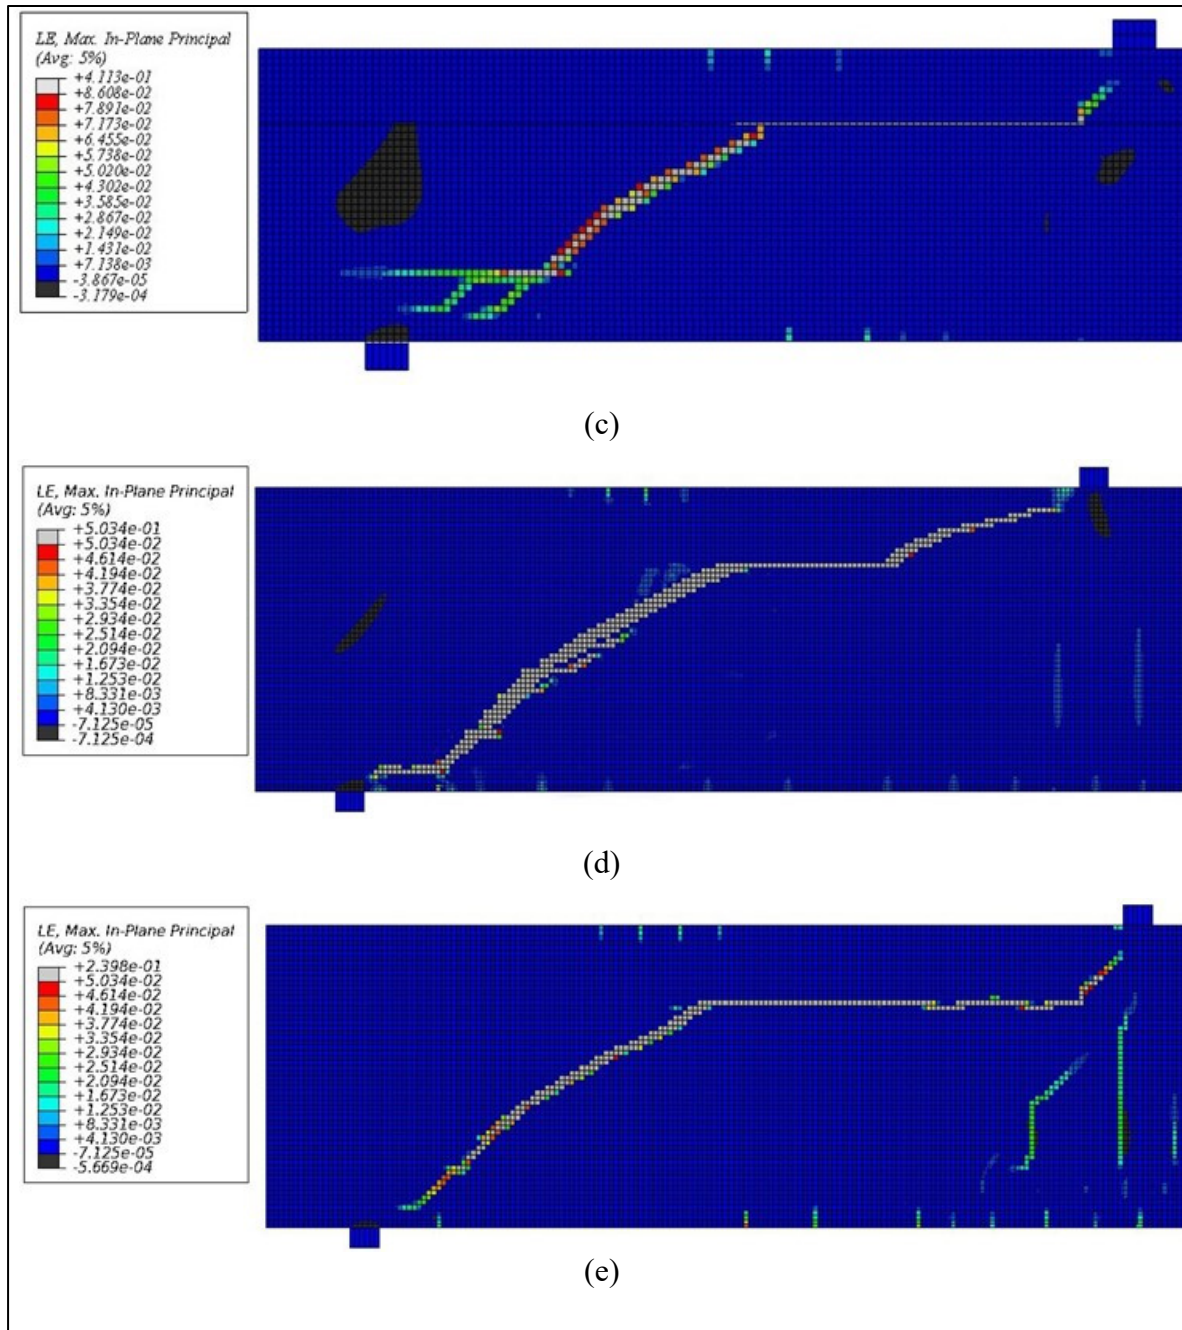 LE, Max. In-Plane Principal
(Avg: 5%)
+4.113e-01
+8.608e-02
+7.891e-02
+7.173e-02
+6.455e-02
+5.738e-02
+5.020e-02
+4.302e-02
+3.585e-02
+2.867e-02
+2.149e-02
+1.431e-02
+7.138e-03
-3.867e-05
-3.179e-04
(c)
LE, Max. In-Plane Principal
(Avg: 5%)
+5.034e-01
+5.034e-02
+4.614e-02
+4.194e-02
+3.774e-02
+3.354e-02
+2.934e-02
+2.514e-02
+2.094e-02
+1.673e-02
+1.253e-02
+8.331e-03
+4.130e-03
-7.125e-05
-7.125e-04
(d)
LE, Max. In-Plane Principal
(Avg: 5%)
+2.398e-01
+5.034e-02
+4.614e-02
+4.194e-02
+3.774e-02
+3.354e-02
+2.934e-02
+2.514e-02
+2.094e-02
+1.673e-02
+1.253e-02
+8.331e-03
+4.130e-03
-7.125e-05
-5.669e-04
(e)